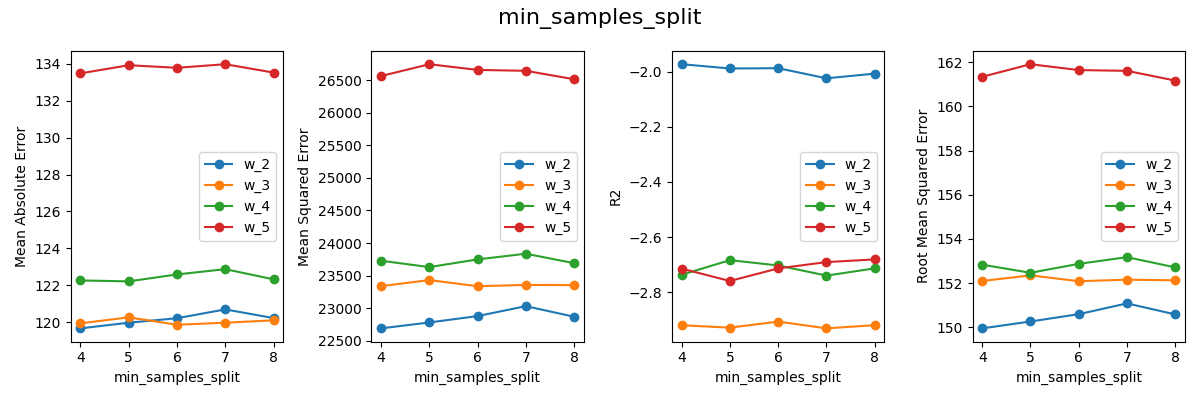 min_samples_split
Mean Absolute Error
134
132
130
128
126
124
122
120
4 5 6 7 8
min_samples_split
w_2
w_3
w_4
w_5
Mean Squared Error
26500
26000
25500
25000
24500
24000
23500
23000
22500
4 5 6 7 8
min_samples_split
w_2
w_3
w_4
w_5
R2
−2.0
−2.2
−2.4
−2.6
−2.8
4 5 6 7 8
min_samples_split
w_2
w_3
w_4
w_5
Root Mean Squared Error
162
160
158
156
154
152
150
4 5 6 7 8
min_samples_split
w_2
w_3
w_4
w_5